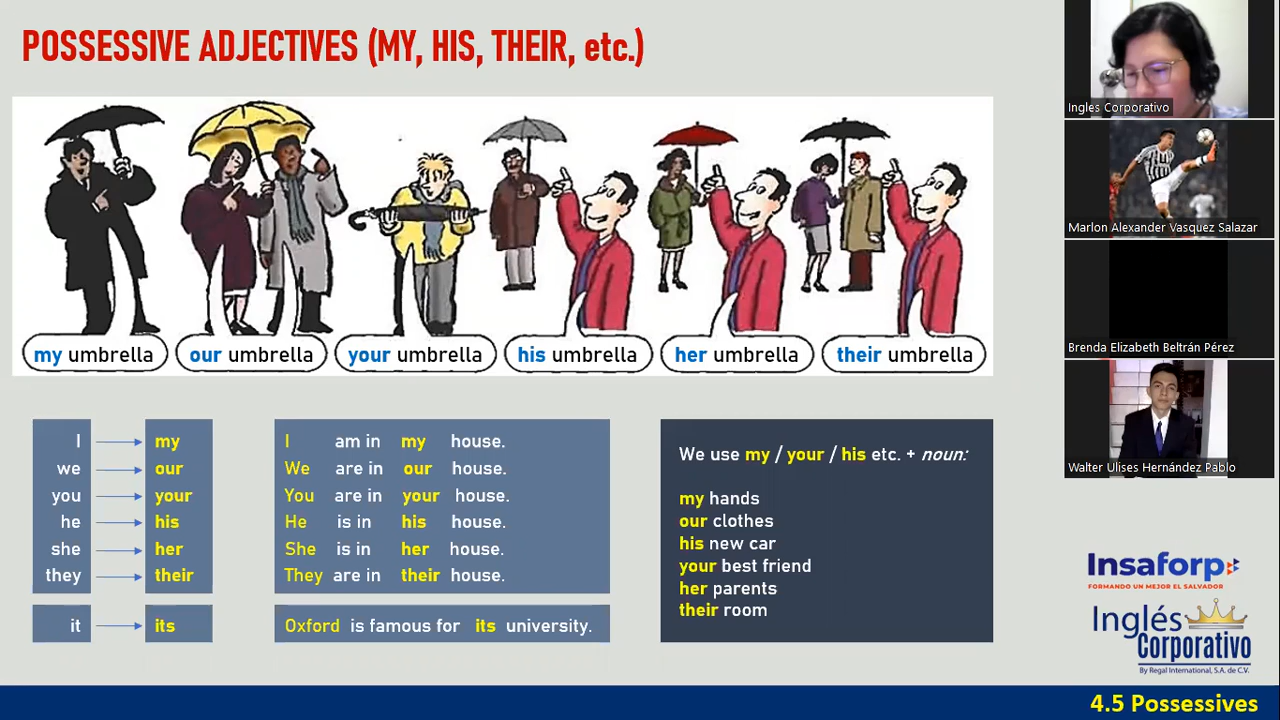 POSSESSIVE ADJECTIVES (MY, HIS, THEIR, etc.)
my umbrella
our umbrella
your umbrella
his umbrella
her umbrella
their umbrella
I my
we our
you your
he his
she her
they their
it its
I am in my house.
We are in our house.
You are in your house.
He is in his house.
She is in her house.
They are in their house.
Oxford is famous for its university.
We use my / your / his etc. + noun:
my hands
our clothes
his new car
your best friend
her parents
their room
Ingles Corporativo
Marlon Alexander Vasquez Salazar
Brenda Elizabeth Beltrán Pérez
Walter Ulises Hernández Pablo
Insaforp
FORMANDO UN MEJOR EL SALVADOR
Inglés
Corporativo
By Regal International, S.A. de C.V.
4.5 Possessives